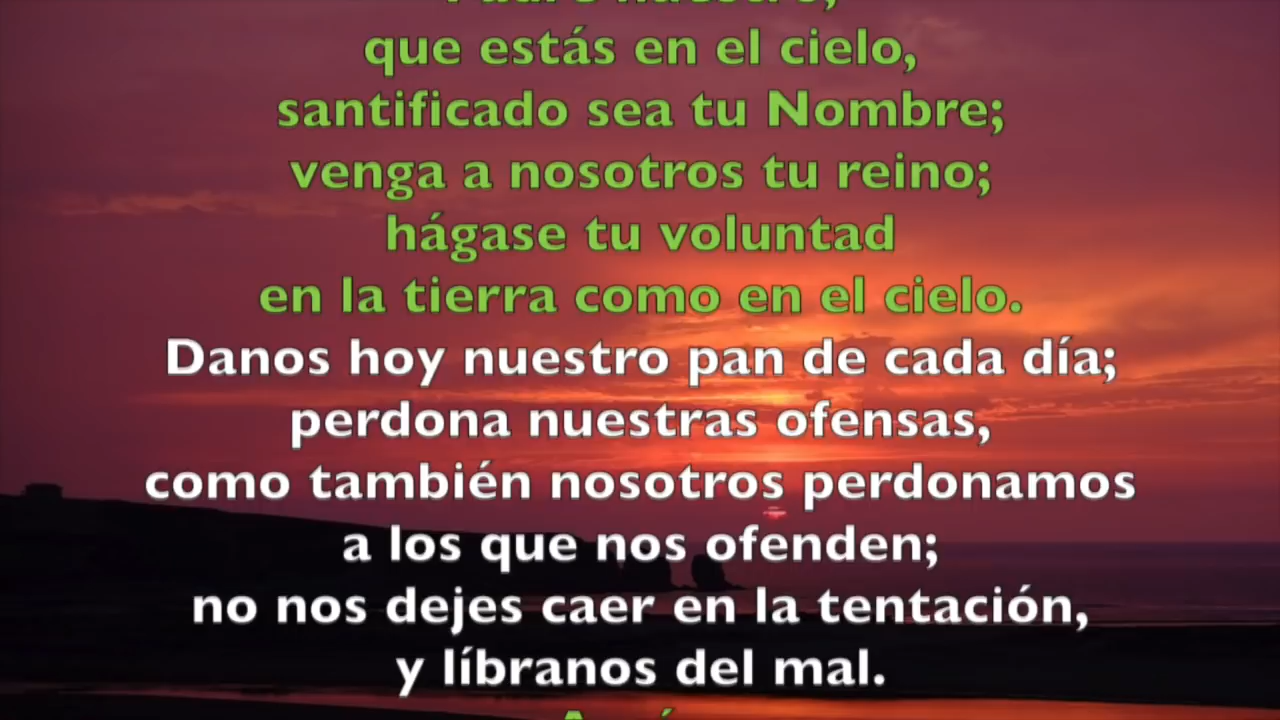 que estás en el cielo,
santificado sea tu Nombre;
venga a nosotros tu reino;
hágase tu voluntad
en la tierra como en el cielo.
Danos hoy nuestro pan de cada día;
perdona nuestras ofensas,
como también nosotros perdonamos
a los que nos ofenden;
no nos dejes caer en la tentación,
y líbranos del mal.